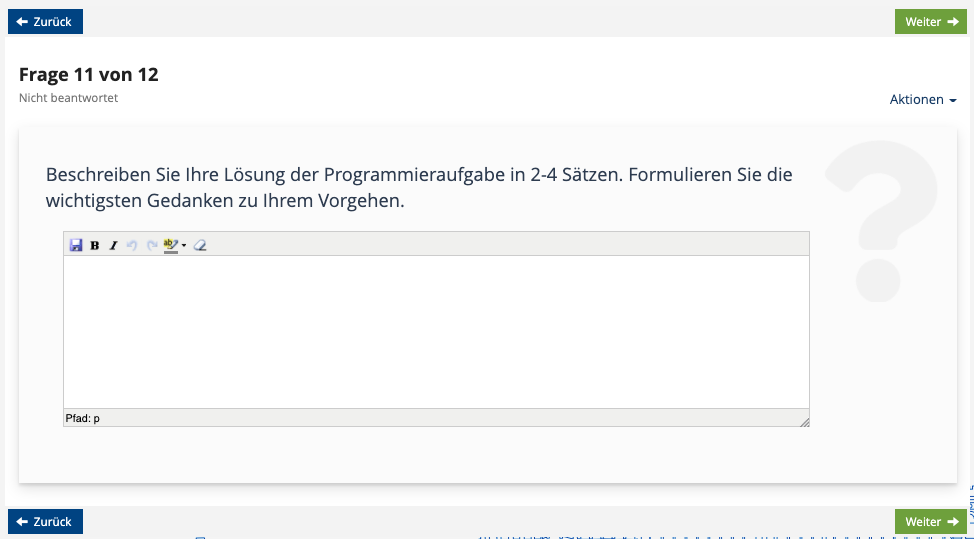 Zurück
Weiter
Frage 11 von 12
Nicht beantwortet
Aktionen
Beschreiben Sie Ihre Lösung der Programmieraufgabe in 2-4 Sätzen. Formulieren Sie die
wichtigsten Gedanken zu Ihrem Vorgehen.
B I ab
Pfad: p
Zurück
Weiter